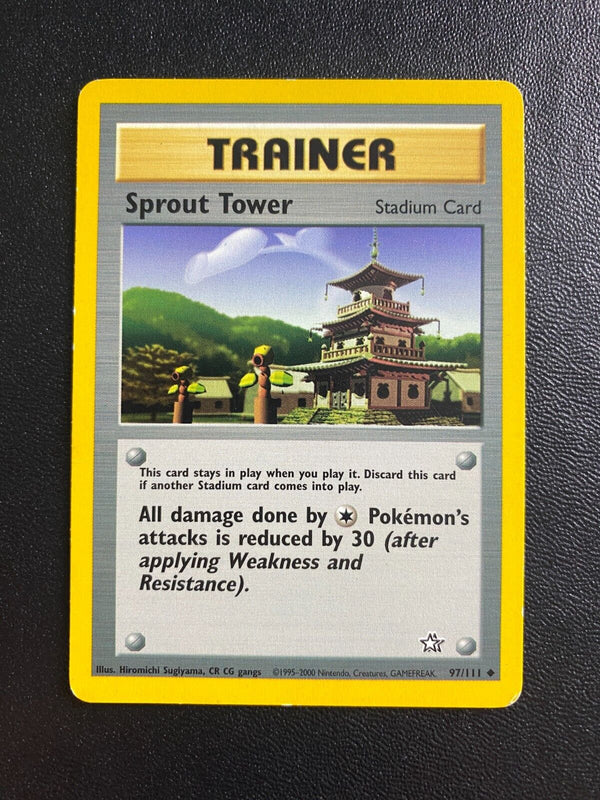 TRAINER
Sprout Tower Stadium Card
This card stays in play when you play it. Discard this card
if another Stadium card comes into play.
All damage done by Pokémon's
attacks is reduced by 30 (after
applying Weakness and
Resistance).
Illus. Hiromichi Sugiyama, CR CG gangs ©1995-2000 Nintendo, Creatures, GAMEFREAK. 97/111